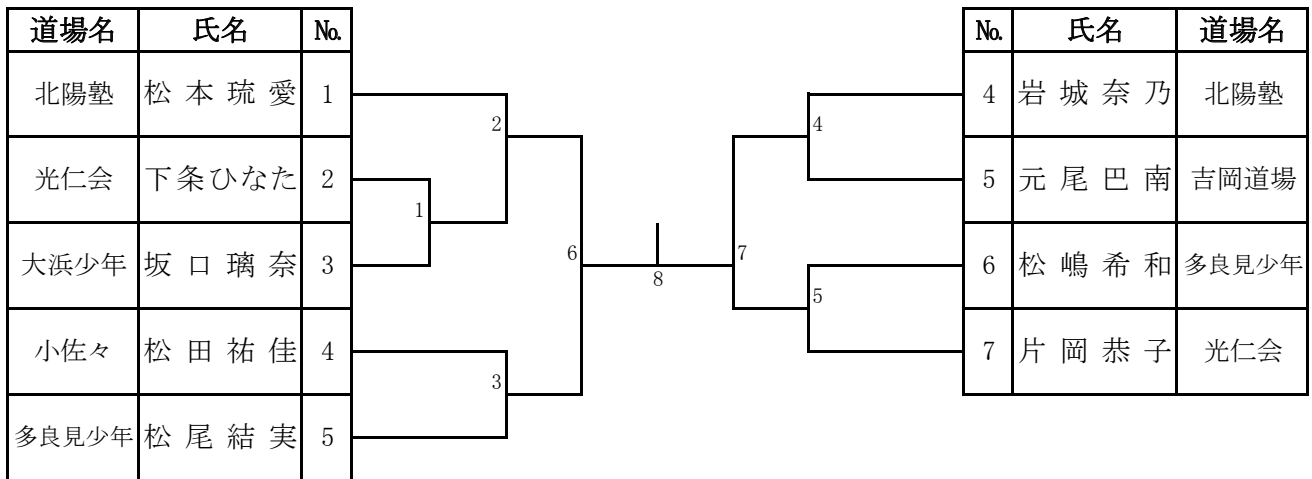 道場名 氏名 No.
北陽塾 松本琉愛 1
光仁会 下条ひなた 2
大浜少年 坂口璃奈 3
小佐々 松田祐佳 4
多良見少年 松尾結実 5
2
1
3
6
8
7
4
5
No. 氏名 道場名
4 岩城奈乃 北陽塾
5 元尾巴南 吉岡道場
6 松嶋希和 多良見少年
7 片岡恭子 光仁会